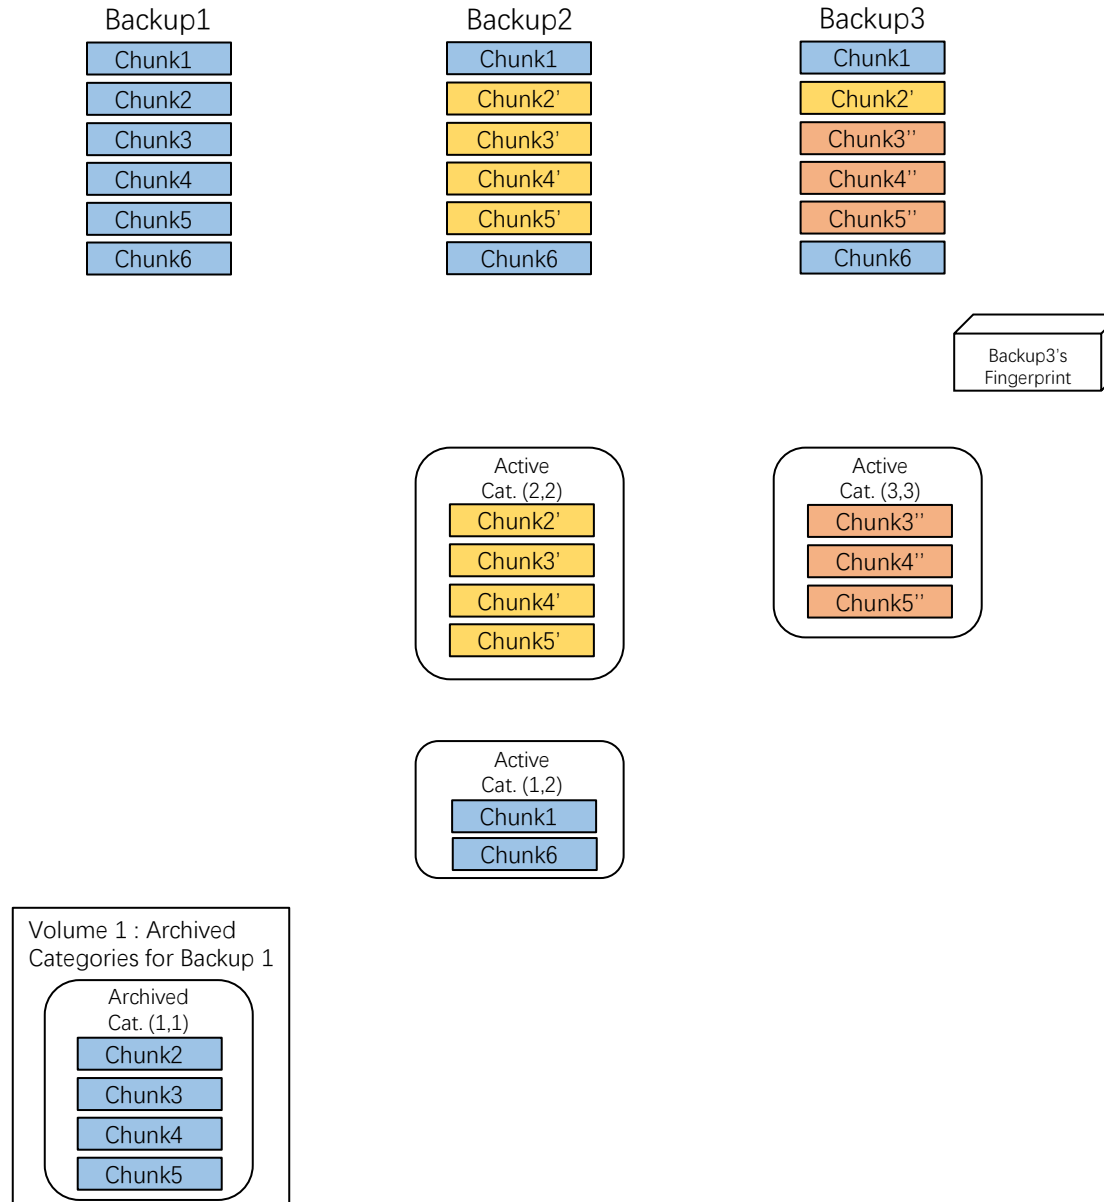 Backup1
Backup2
Backup3
Chunk1
Chunk1
Chunk1
Chunk2
Chunk2'
Chunk2'
Chunk3
Chunk3'
Chunk3''
Chunk4
Chunk4'
Chunk4''
Chunk5
Chunk5'
Chunk5''
Chunk6
Chunk6
Chunk6
Backup3's
Fingerprint
Active
Cat. (2,2)
Chunk2'
Chunk3'
Chunk4'
Chunk5'
Active
Cat. (3,3)
Chunk3''
Chunk4''
Chunk5''
Active
Cat. (1,2)
Chunk1
Chunk6
Volume 1 : Archived
Categories for Backup 1
Archived
Cat. (1,1)
Chunk2
Chunk3
Chunk4
Chunk5